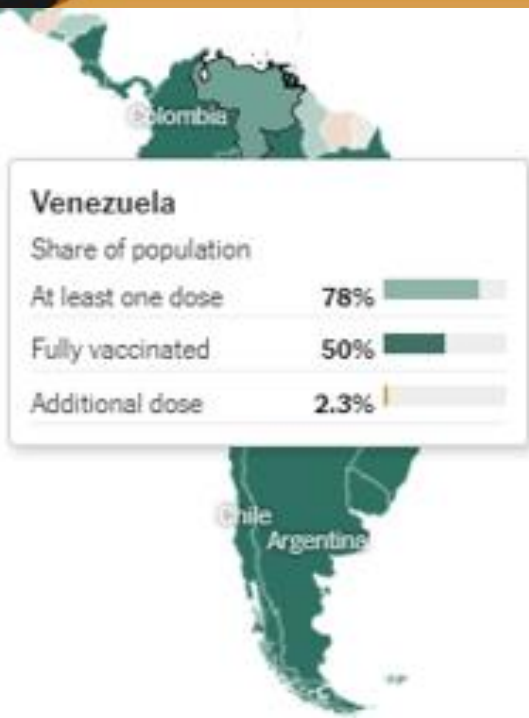 Colombia
Venezuela
Share of population
At least one dose 78%
Fully vaccinated 50%
Additional dose 2.3%
Chile
Argentina